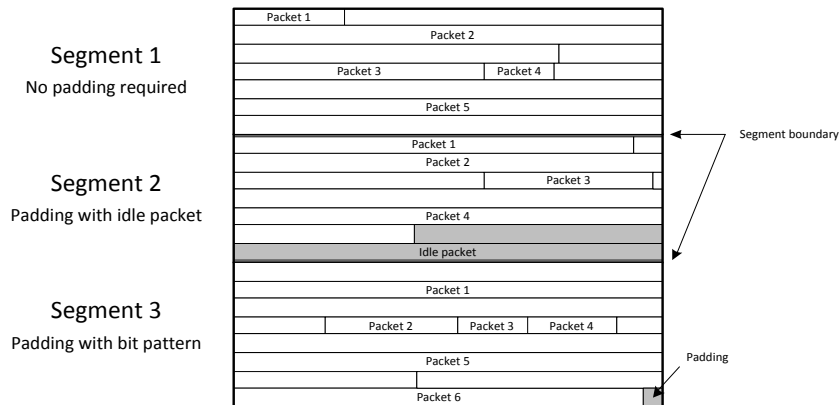 Packet 1
Packet 2
Segment 1
No padding required
Packet 3 Packet 4
Packet 5
Segment boundary
Packet 1
Packet 2
Segment 2
Padding with idle packet
Packet 3
Packet 4
Idle packet
Segment 3
Padding with bit pattern
Packet 1
Packet 2 Packet 3 Packet 4
Packet 5
Padding
Packet 6